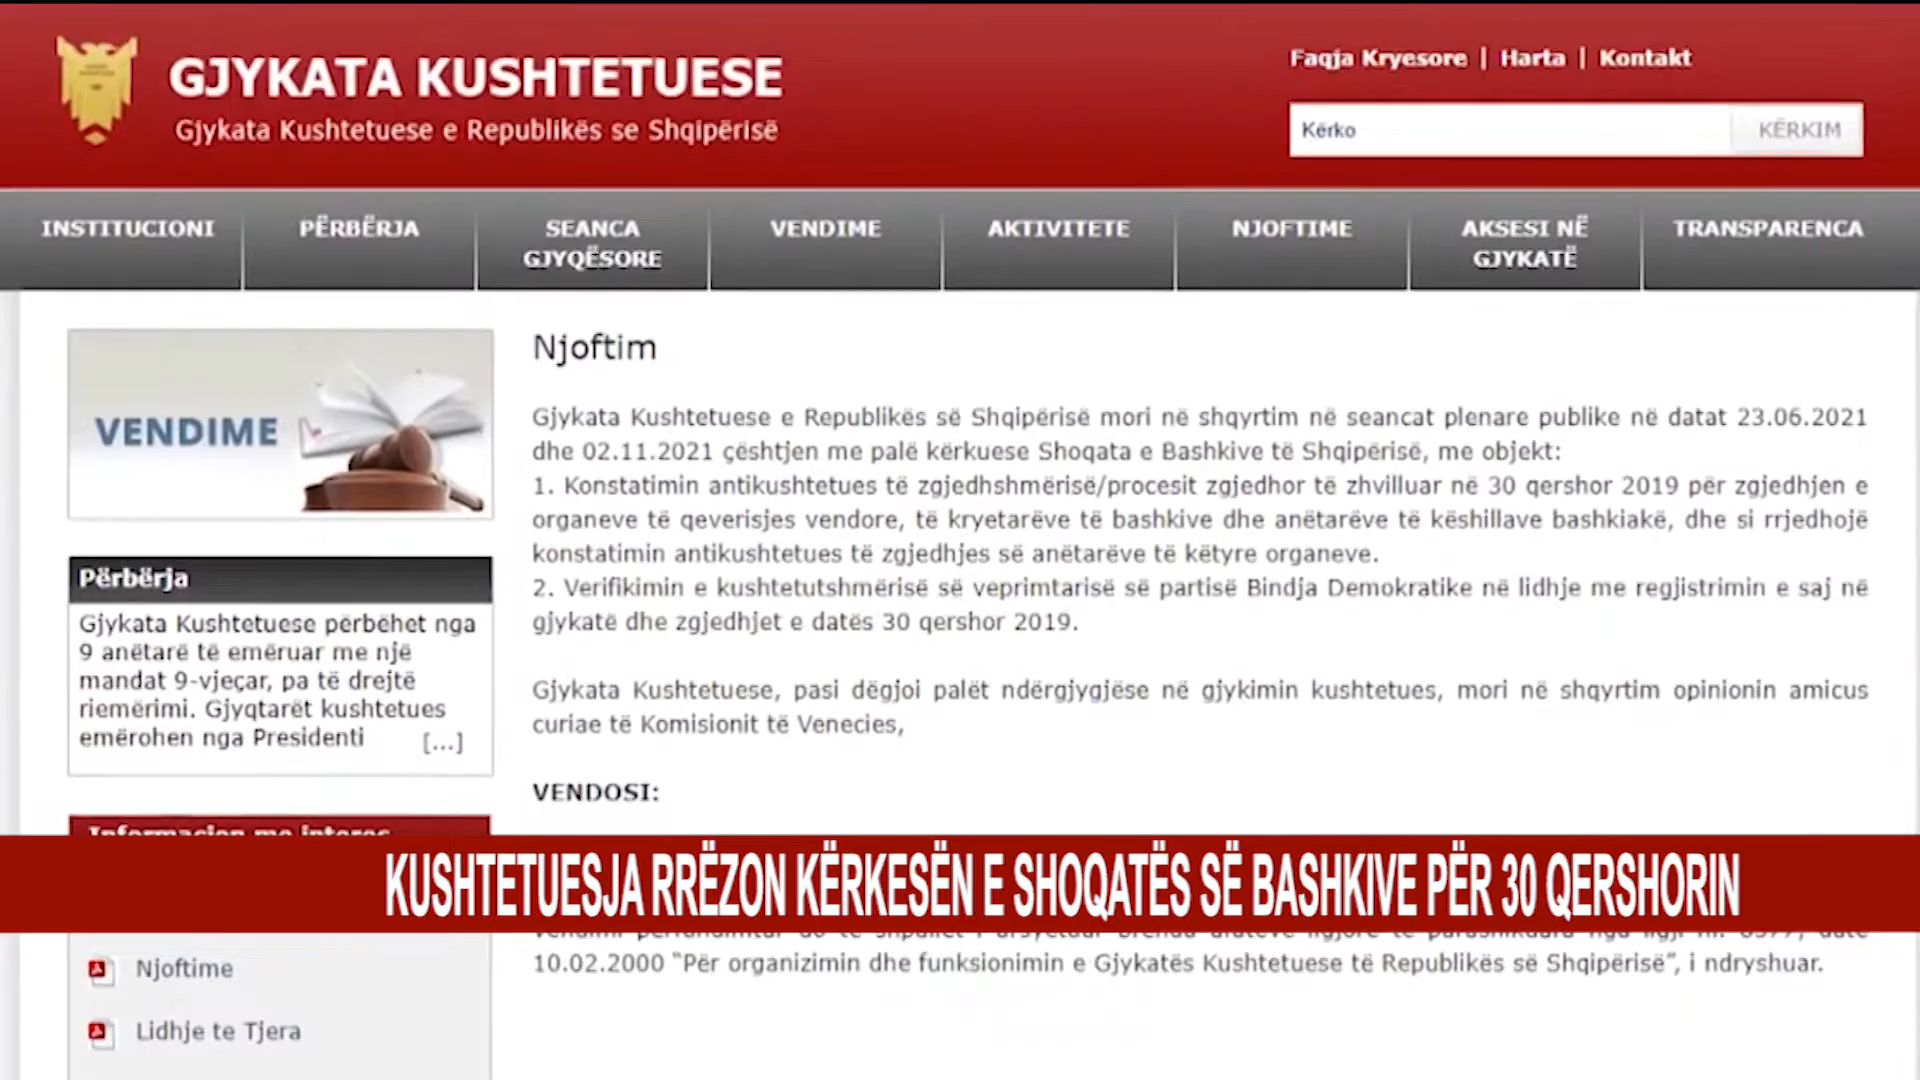 GJYKATA KUSHTETUESE
Gjykata Kushtetuese e Republikës se Shqipërisë
Faqja Kryesore | Harta | Kontakt
Kërko
KËRKIM
INSTITUCIONI
PËRBËRJA
SEANCA
GJYQËSORE
VENDIME
AKTIVITETE
NJOFTIME
AKSESI NË
GJYKATË
TRANSPARENCA
VENDIME
Përbërja
Gjykata Kushtetuese përbëhet nga
9 anëtarë të emëruar me një
mandat 9-vjeçar, pa të drejtë
riemërimi. Gjyqtarët kushtetues
emërohen nga Presidenti [...]
Informacion me interes
Njoftime
Lidhje te Tjera
Njoftim
Gjykata Kushtetuese e Republikës së Shqipërisë mori në shqyrtim në seancat plenare publike në datat 23.06.2021
dhe 02.11.2021 çështjen me palë kërkuese Shoqata e Bashkive të Shqipërisë, me objekt:
1. Konstatimin antikushtetues të zgjedhshmërisë/procesit zgjedhor të zhvilluar në 30 qershor 2019 për zgjedhjen e
organeve të qeverisjes vendore, të kryetarëve të bashkive dhe anëtarëve të këshillave bashkiakë, dhe si rrjedhojë
konstatimin antikushtetues të zgjedhjes së anëtarëve të këtyre organeve.
2. Verifikimin e kushtetutshmërisë së veprimtarisë së partisë Bindja Demokratike në lidhje me regjistrimin e saj në
gjykatë dhe zgjedhjet e datës 30 qershor 2019.
Gjykata Kushtetuese, pasi dëgjoi palët ndërgjygjëse në gjykimin kushtetues, mori në shqyrtim opinionin amicus
curiae të Komisionit të Venecies,
VENDOSI:
KUSHTETUESJA RRËZON KËRKESËN E SHOQATËS SË BASHKIVE PËR 30 QERSHORIN
10.02.2000 “Për organizimin dhe funksionimin e Gjykatës Kushtetuese të Republikës së Shqipërisë”, i ndryshuar.